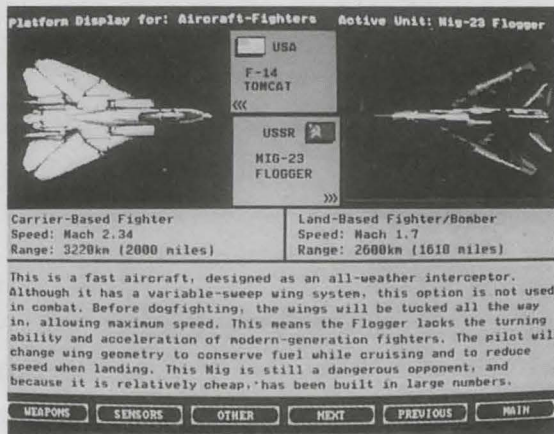 Platform Display for: Aircraft-Fighters Active Unit: Mig-23 Flogger
USA
F-14
TOMCAT
<<<
USSR
MIG-23
FLOGGER
>>>
Carrier-Based Fighter
Speed: Mach 2.34
Range: 3220km (2000 miles)
Land-Based Fighter/Bomber
Speed: Mach 1.7
Range: 2600km (1610 miles)
This is a fast aircraft, designed as an all-weather interceptor.
Although it has a variable-sweep wing system, this option is not used
in combat. Before dogfighting, the wings will be tucked all the way
in, allowing maximum speed. This means the Flogger lacks the turning
ability and acceleration of modern-generation fighters. The pilot will
change wing geometry to conserve fuel while cruising and to reduce
speed when landing. This Mig is still a dangerous opponent, and
because it is relatively cheap, has been built in large numbers.
WEAPONS SENSORS OTHER NEXT PREVIOUS MAIN